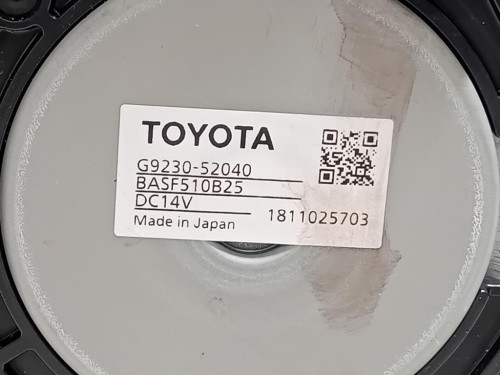 TOYOTA
G9230-52040
BASF510B25
DC14V
1811025703
Made in Japan